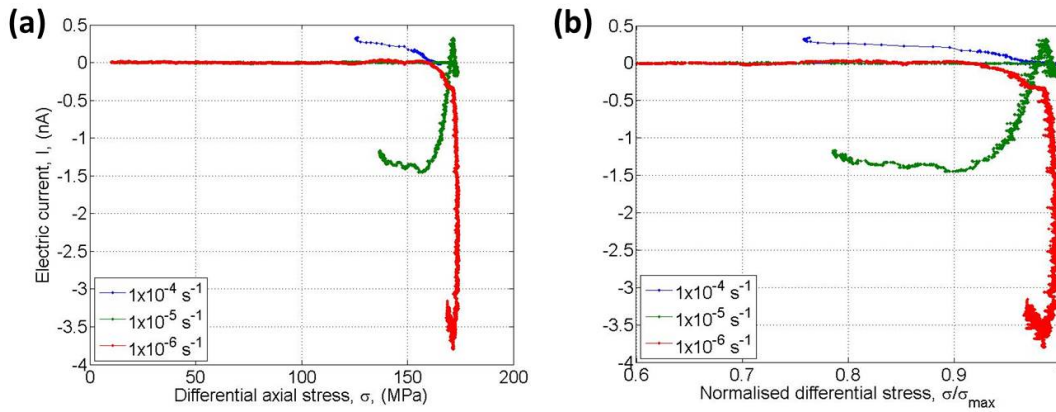 (a)
0.5
0
-0.5
-1
-1.5
-2
-2.5
-3
-3.5
-4
Electric current, I, (nA)
1x10⁻⁴ s⁻¹
1x10⁻⁵ s⁻¹
1x10⁻⁶ s⁻¹
0 50 100 150 200
Differential axial stress, σ, (MPa)
(b)
0.5
0
-0.5
-1
-1.5
-2
-2.5
-3
-3.5
-4
1x10⁻⁴ s⁻¹
1x10⁻⁵ s⁻¹
1x10⁻⁶ s⁻¹
0.6 0.7 0.8 0.9 1
Normalised differential stress, σ/σmax